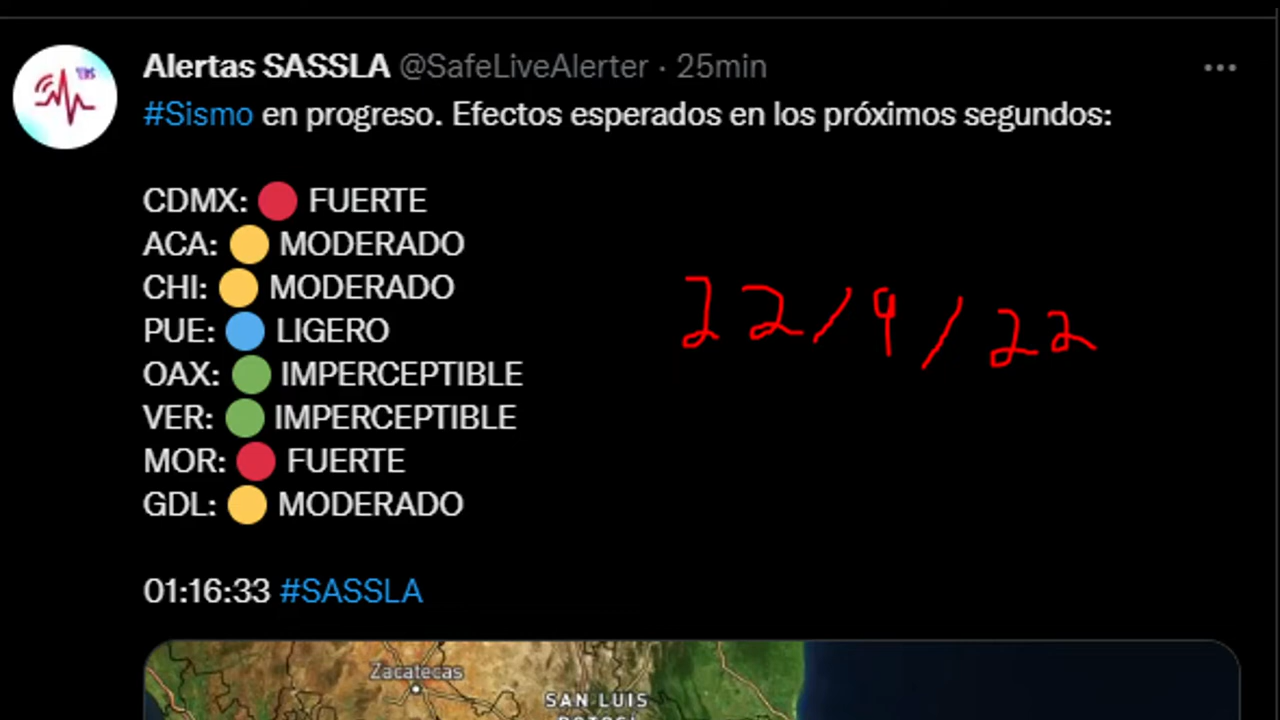 Alertas SASSLA @SafeLiveAlerter · 25min
#Sismo en progreso. Efectos esperados en los próximos segundos:
CDMX: 🔴 FUERTE
ACA: 🟡 MODERADO
CHI: 🟡 MODERADO
PUE: 🔵 LIGERO
OAX: 🟢 IMPERCEPTIBLE
VER: 🟢 IMPERCEPTIBLE
MOR: 🔴 FUERTE
GDL: 🟡 MODERADO
22/9/22
01:16:33 #SASSLA
Zacatecas
SAN LUIS
POTOSÍ